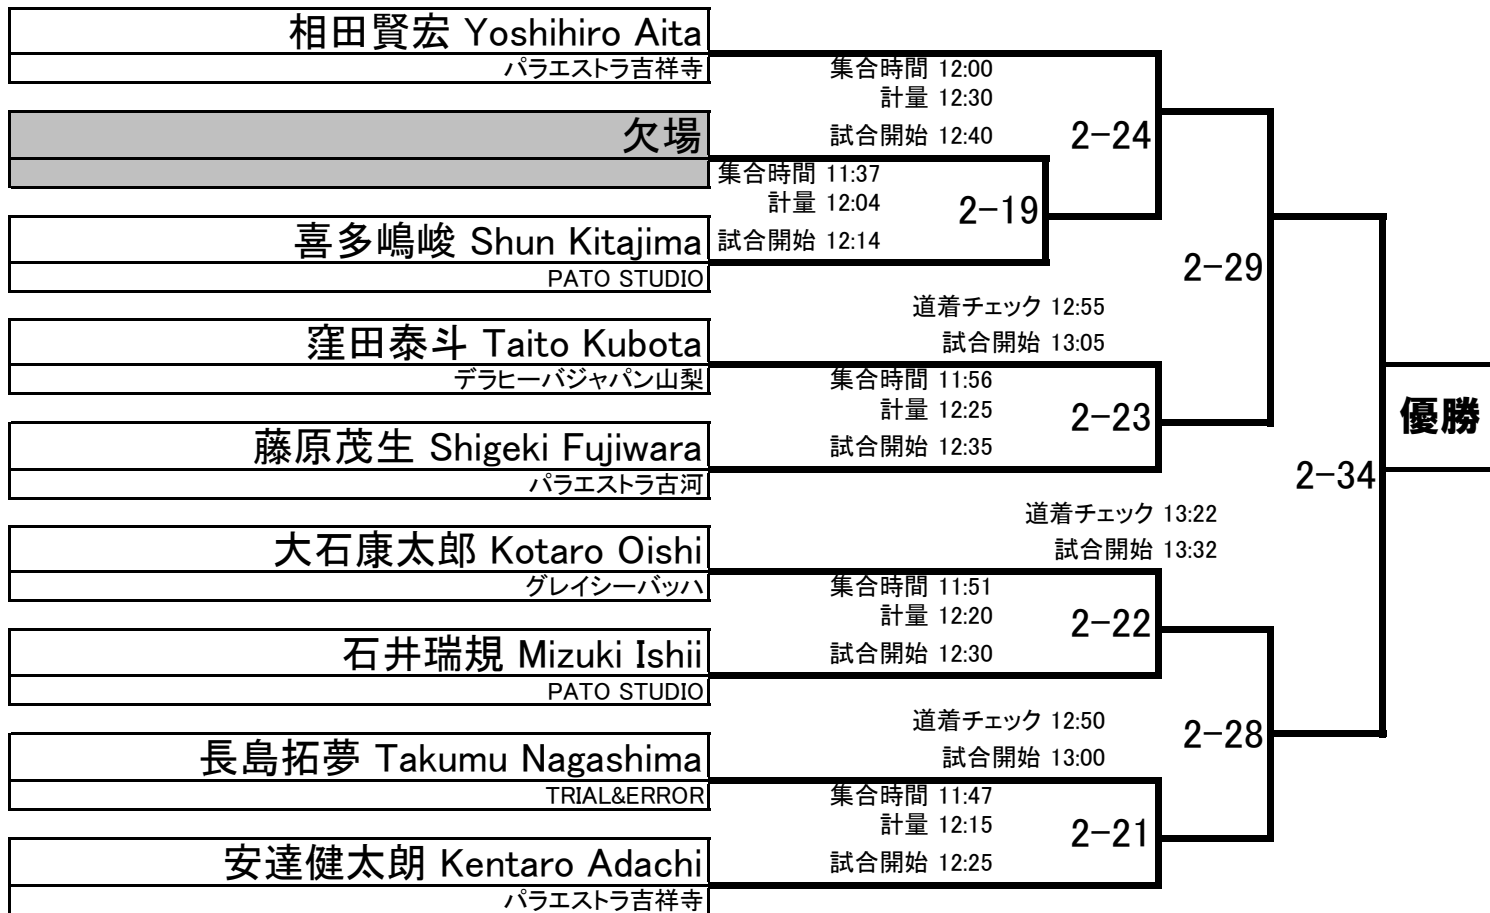 相田賢宏 Yoshihiro Aita
パラエストラ吉祥寺
集合時間 12:00
計量 12:30
試合開始 12:40
2-24
欠場
集合時間 11:37
計量 12:04
試合開始 12:14
2-19
喜多嶋峻 Shun Kitajima
PATO STUDIO
2-29
道着チェック 12:55
試合開始 13:05
窪田泰斗 Taito Kubota
デラヒーバジャパン山梨
集合時間 11:56
計量 12:25
試合開始 12:35
2-23
藤原茂生 Shigeki Fujiwara
パラエストラ古河
優勝
2-34
道着チェック 13:22
試合開始 13:32
大石康太郎 Kotaro Oishi
グレイシーバッハ
集合時間 11:51
計量 12:20
試合開始 12:30
2-22
石井瑞規 Mizuki Ishii
PATO STUDIO
道着チェック 12:50
試合開始 13:00
2-28
長島拓夢 Takumu Nagashima
TRIAL&ERROR
集合時間 11:47
計量 12:15
試合開始 12:25
2-21
安達健太朗 Kentaro Adachi
パラエストラ吉祥寺